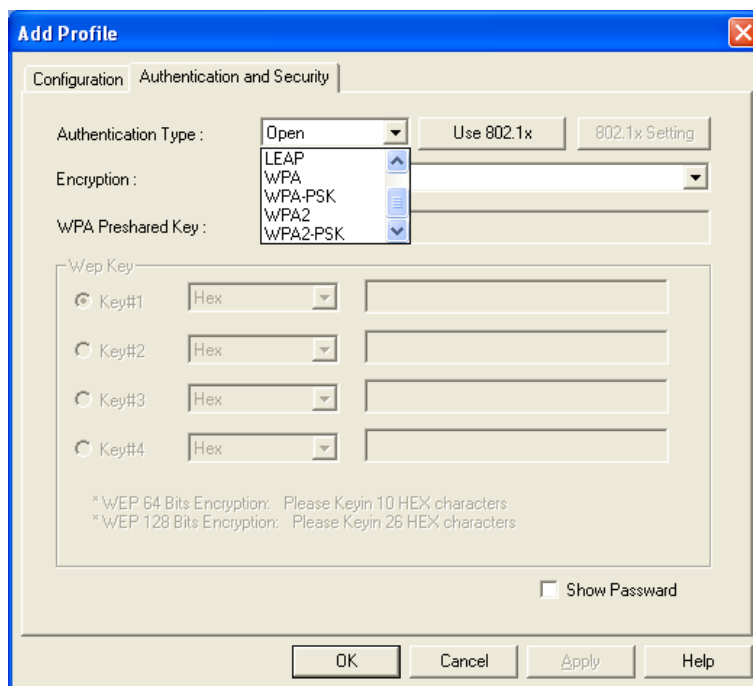 Add Profile
Configuration
Authentication and Security
Authentication Type :
Open
Use 802.1x
802.1x Setting
LEAP
WPA
WPA-PSK
WPA2
WPA2-PSK
Encryption :
WPA Preshared Key :
Wep Key
Key#1
Hex
Key#2
Hex
Key#3
Hex
Key#4
Hex
* WEP 64 Bits Encryption: Please Keyin 10 HEX characters
* WEP 128 Bits Encryption: Please Keyin 26 HEX characters
Show Passward
OK
Cancel
Apply
Help